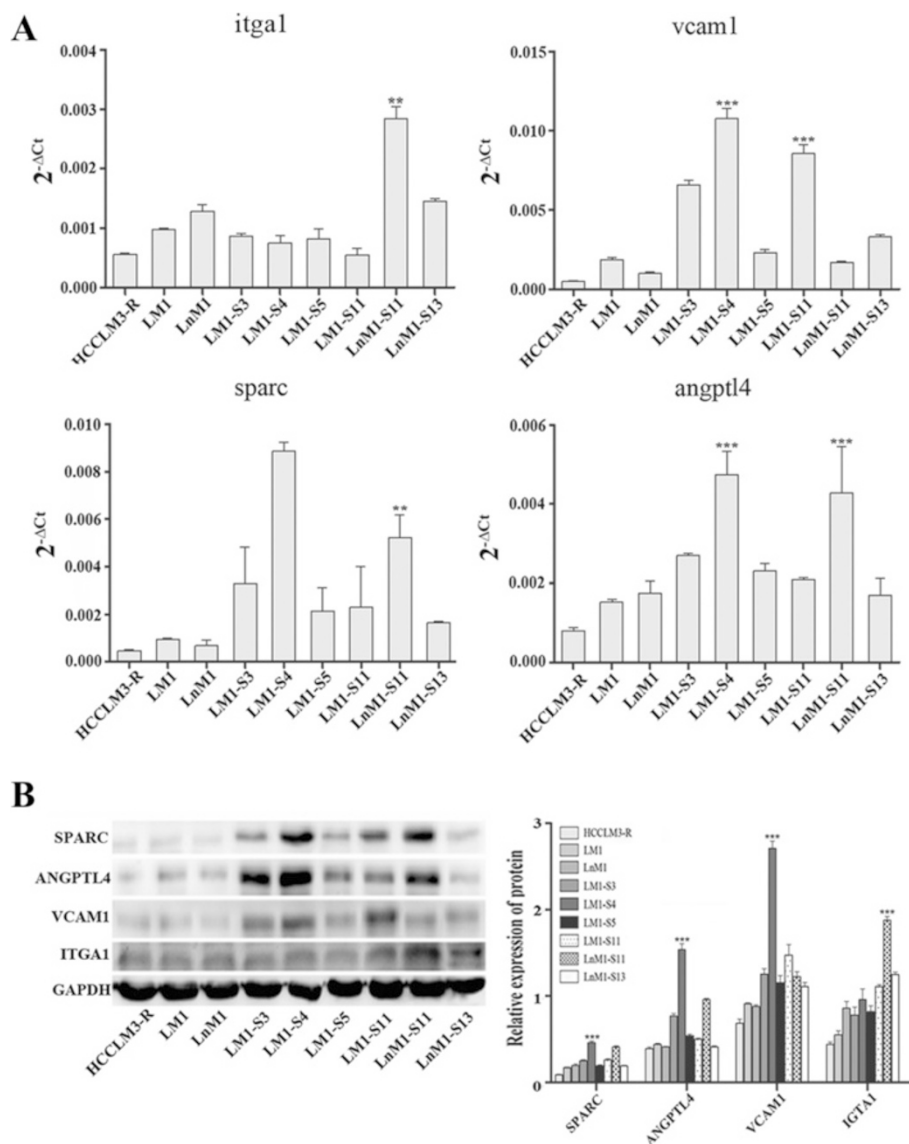 A
itga1
2-ΔCt
0.004
0.003
0.002
0.001
0.000
**
HCCLM3-R
LM1
LnM1
LM1-S3
LM1-S4
LM1-S5
LM1-S11
LnM1-S11
LnM1-S13
vcam1
2-ΔCt
0.015
0.010
0.005
0.000
***
***
HCCLM3-R
LM1
LnM1
LM1-S3
LM1-S4
LM1-S5
LM1-S11
LnM1-S11
LnM1-S13
sparc
2-ΔCt
0.010
0.008
0.006
0.004
0.002
0.000
**
HCCLM3-R
LM1
LnM1
LM1-S3
LM1-S4
LM1-S5
LM1-S11
LnM1-S11
LnM1-S13
angptl4
2-ΔCt
0.006
0.004
0.002
0.000
***
***
HCCLM3-R
LM1
LnM1
LM1-S3
LM1-S4
LM1-S5
LM1-S11
LnM1-S11
LnM1-S13
B
SPARC
ANGPTL4
VCAM1
ITGA1
GAPDH
HCCLM3-R
LM1
LnM1
LM1-S3
LM1-S4
LM1-S5
LM1-S11
LnM1-S11
LnM1-S13
Relative expression of protein
3
2
1
0
HCCLM3-R
LM1
LnM1
LM1-S3
LM1-S4
LM1-S5
LM1-S11
LnM1-S11
LnM1-S13
***
***
***
***
SPARC
ANGPTL4
VCAM1
IGTA1